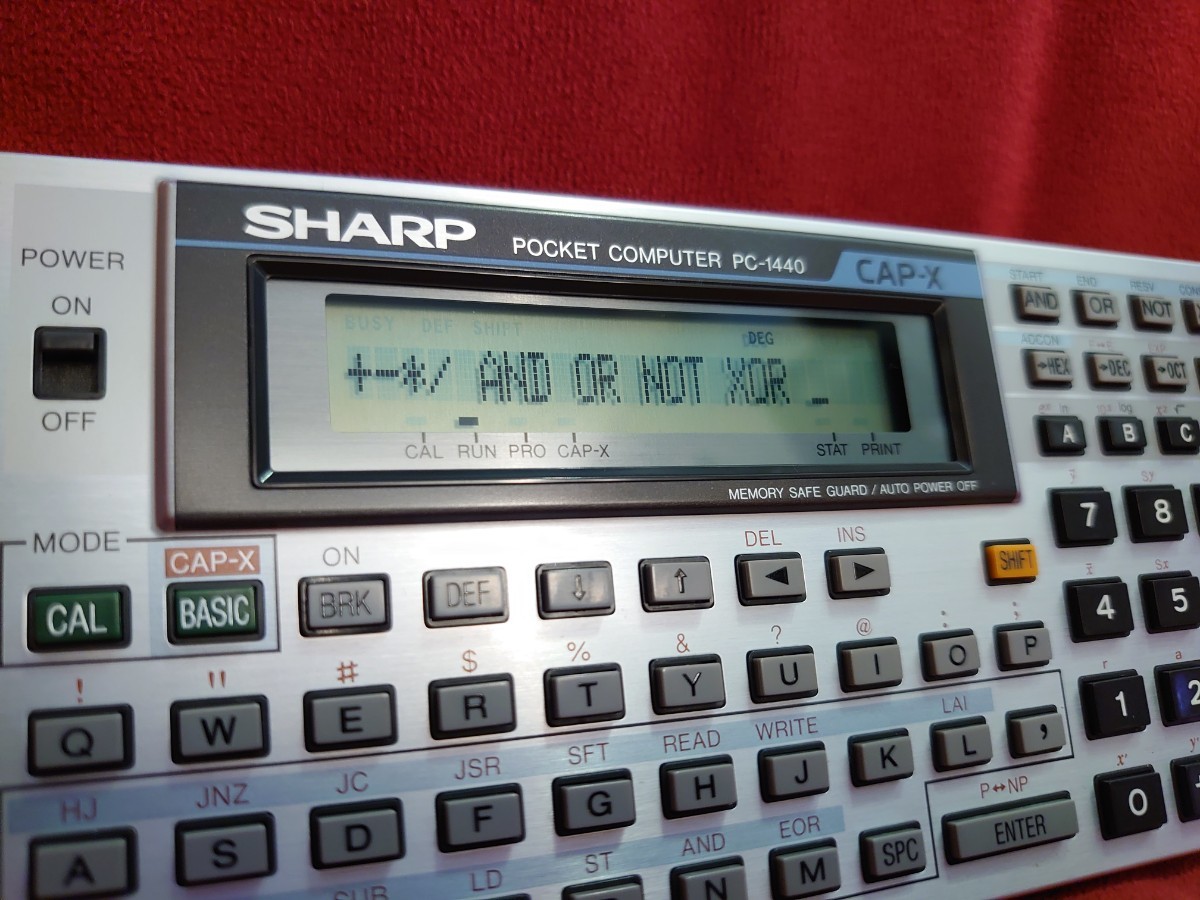 SHARP
POCKET COMPUTER PC-1440
CAP-X
POWER
ON
OFF
BUSY DEF SHIFT
DEG
+-*/ AND OR NOT XOR _
CAL RUN PRO CAP-X STAT PRINT
MEMORY SAFE GUARD / AUTO POWER OFF
START END RESV
AND OR NOT
ADCON
→HEX →DEC →OCT
log
A B C
7 8
MODE
CAP-X
ON
DEL INS
CAL BASIC BRK DEF ↓ ↑ ◀ ▶ SHIFT
x̄ Sx
4 5
! " # $ % & ? @ : ;
Q W E R T Y U I O P
r a
1 2
HJ JNZ JC JSR SFT READ WRITE LAI
A S D F G H J K L ,
P↔NP
ENTER
0
SUB LD ST AND EOR
N M SPC